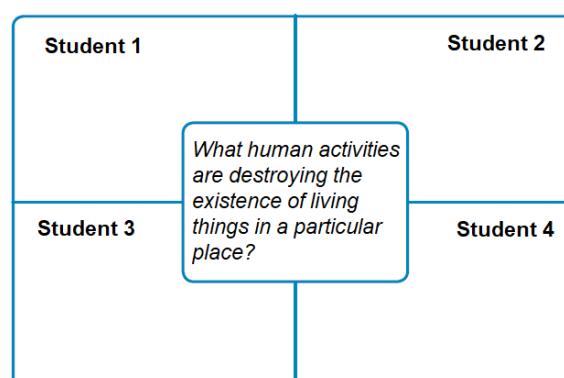 Student 1
Student 2
What human activities
are destroying the
existence of living
things in a particular
place?
Student 3
Student 4